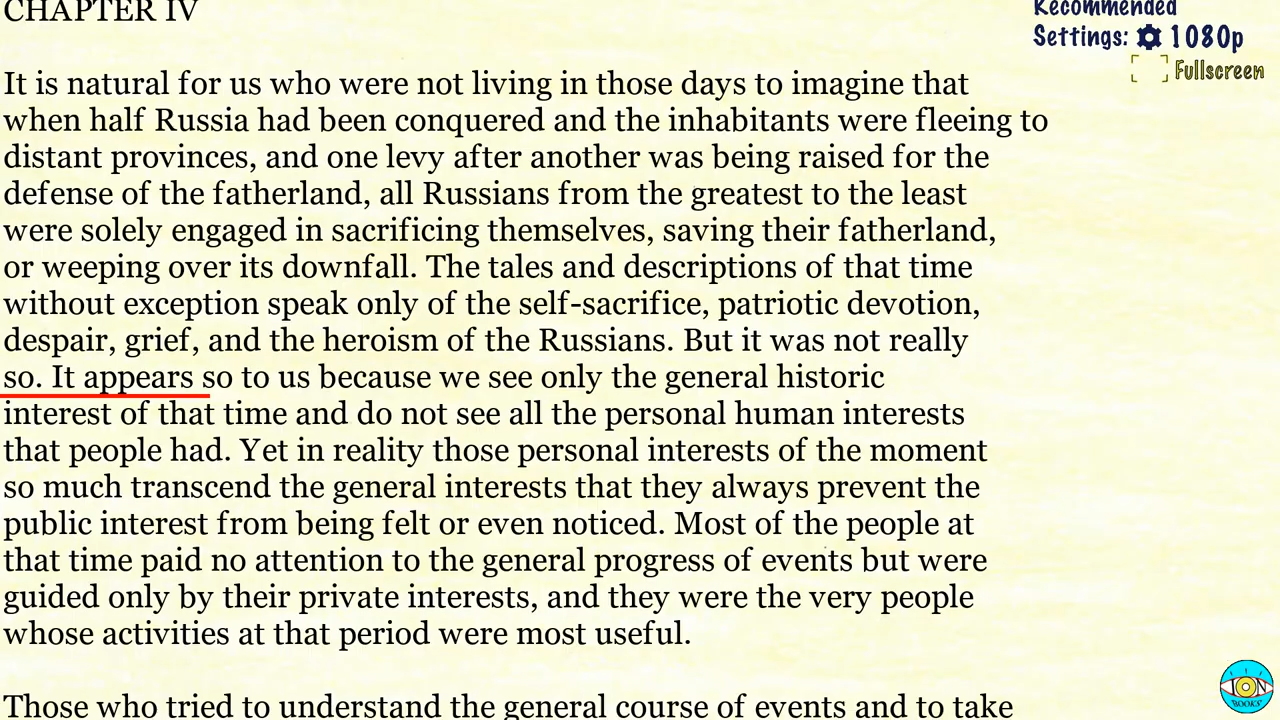 CHAPTER IV
Recommended
Settings: 1080p
Fullscreen
It is natural for us who were not living in those days to imagine that
when half Russia had been conquered and the inhabitants were fleeing to
distant provinces, and one levy after another was being raised for the
defense of the fatherland, all Russians from the greatest to the least
were solely engaged in sacrificing themselves, saving their fatherland,
or weeping over its downfall. The tales and descriptions of that time
without exception speak only of the self-sacrifice, patriotic devotion,
despair, grief, and the heroism of the Russians. But it was not really
so. It appears so to us because we see only the general historic
interest of that time and do not see all the personal human interests
that people had. Yet in reality those personal interests of the moment
so much transcend the general interests that they always prevent the
public interest from being felt or even noticed. Most of the people at
that time paid no attention to the general progress of events but were
guided only by their private interests, and they were the very people
whose activities at that period were most useful.
Those who tried to understand the general course of events and to take
ION
BOOKS